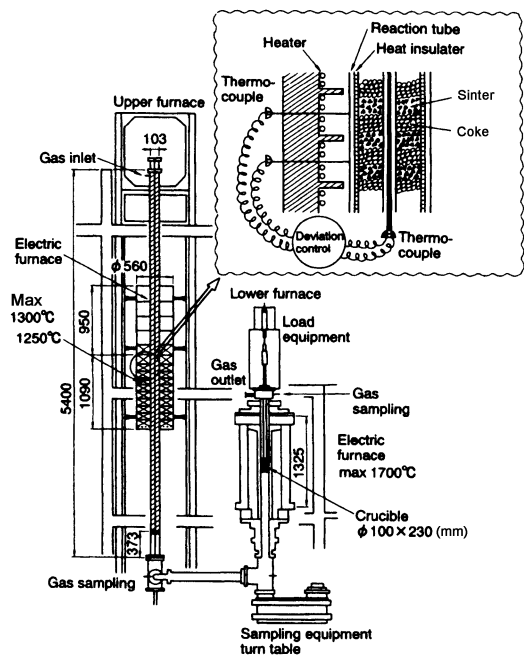 Reaction tube
Heater
Heat insulater
Thermo-
couple
Sinter
Coke
Deviation
control
Thermo-
couple
Upper furnace
103
Gas inlet
Electric
furnace
ϕ560
Max
1300℃
1250℃
950
1090
5400
373
Gas sampling
Lower furnace
Load
equipment
Gas
outlet
Gas
sampling
Electric
furnace
max 1700℃
1325
Crucible
ϕ100×230 (mm)
Sampling equipment
turn table